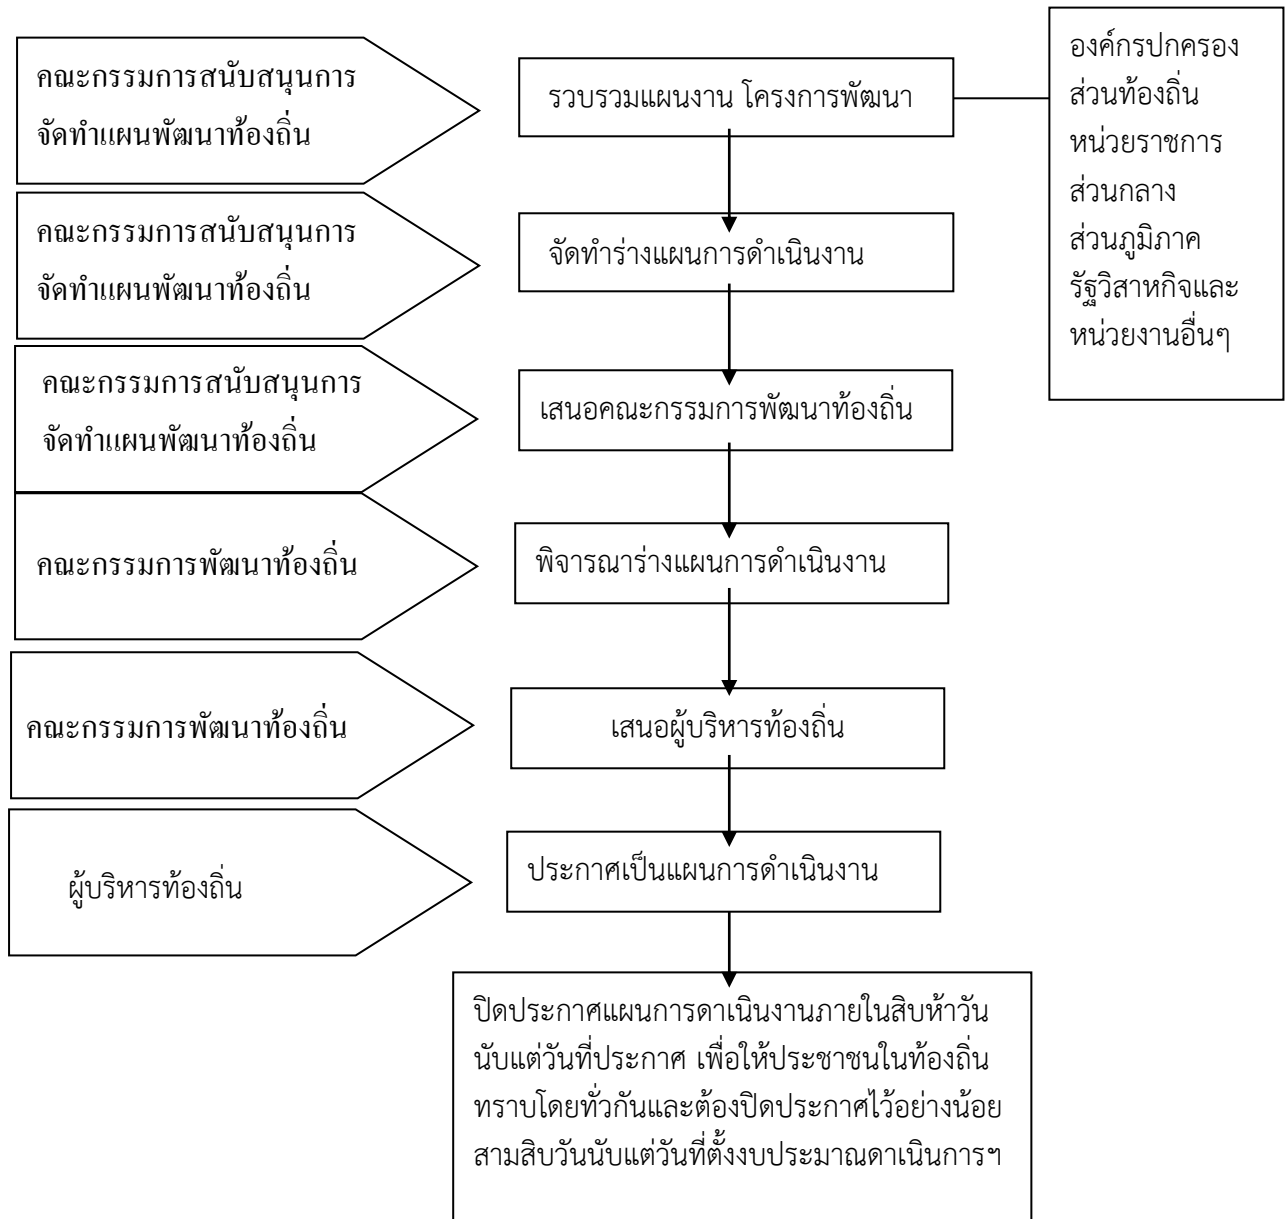 คณะกรรมการสนับสนุนการ
จัดทำแผนพัฒนาท้องถิ่น
รวบรวมแผนงาน โครงการพัฒนา
องค์กรปกครอง
ส่วนท้องถิ่น
หน่วยราชการ
ส่วนกลาง
ส่วนภูมิภาค
รัฐวิสาหกิจและ
หน่วยงานอื่นๆ
คณะกรรมการสนับสนุนการ
จัดทำแผนพัฒนาท้องถิ่น
จัดทำร่างแผนการดำเนินงาน
คณะกรรมการสนับสนุนการ
จัดทำแผนพัฒนาท้องถิ่น
เสนอคณะกรรมการพัฒนาท้องถิ่น
คณะกรรมการพัฒนาท้องถิ่น
พิจารณาร่างแผนการดำเนินงาน
คณะกรรมการพัฒนาท้องถิ่น
เสนอผู้บริหารท้องถิ่น
ผู้บริหารท้องถิ่น
ประกาศเป็นแผนการดำเนินงาน
ปิดประกาศแผนการดาเนินงานภายในสิบห้าวัน
นับแต่วันที่ประกาศ เพื่อให้ประชาชนในท้องถิ่น
ทราบโดยทั่วกันและต้องปิดประกาศไว้อย่างน้อย
สามสิบวันนับแต่วันที่ตั้งงบประมาณดาเนินการฯ